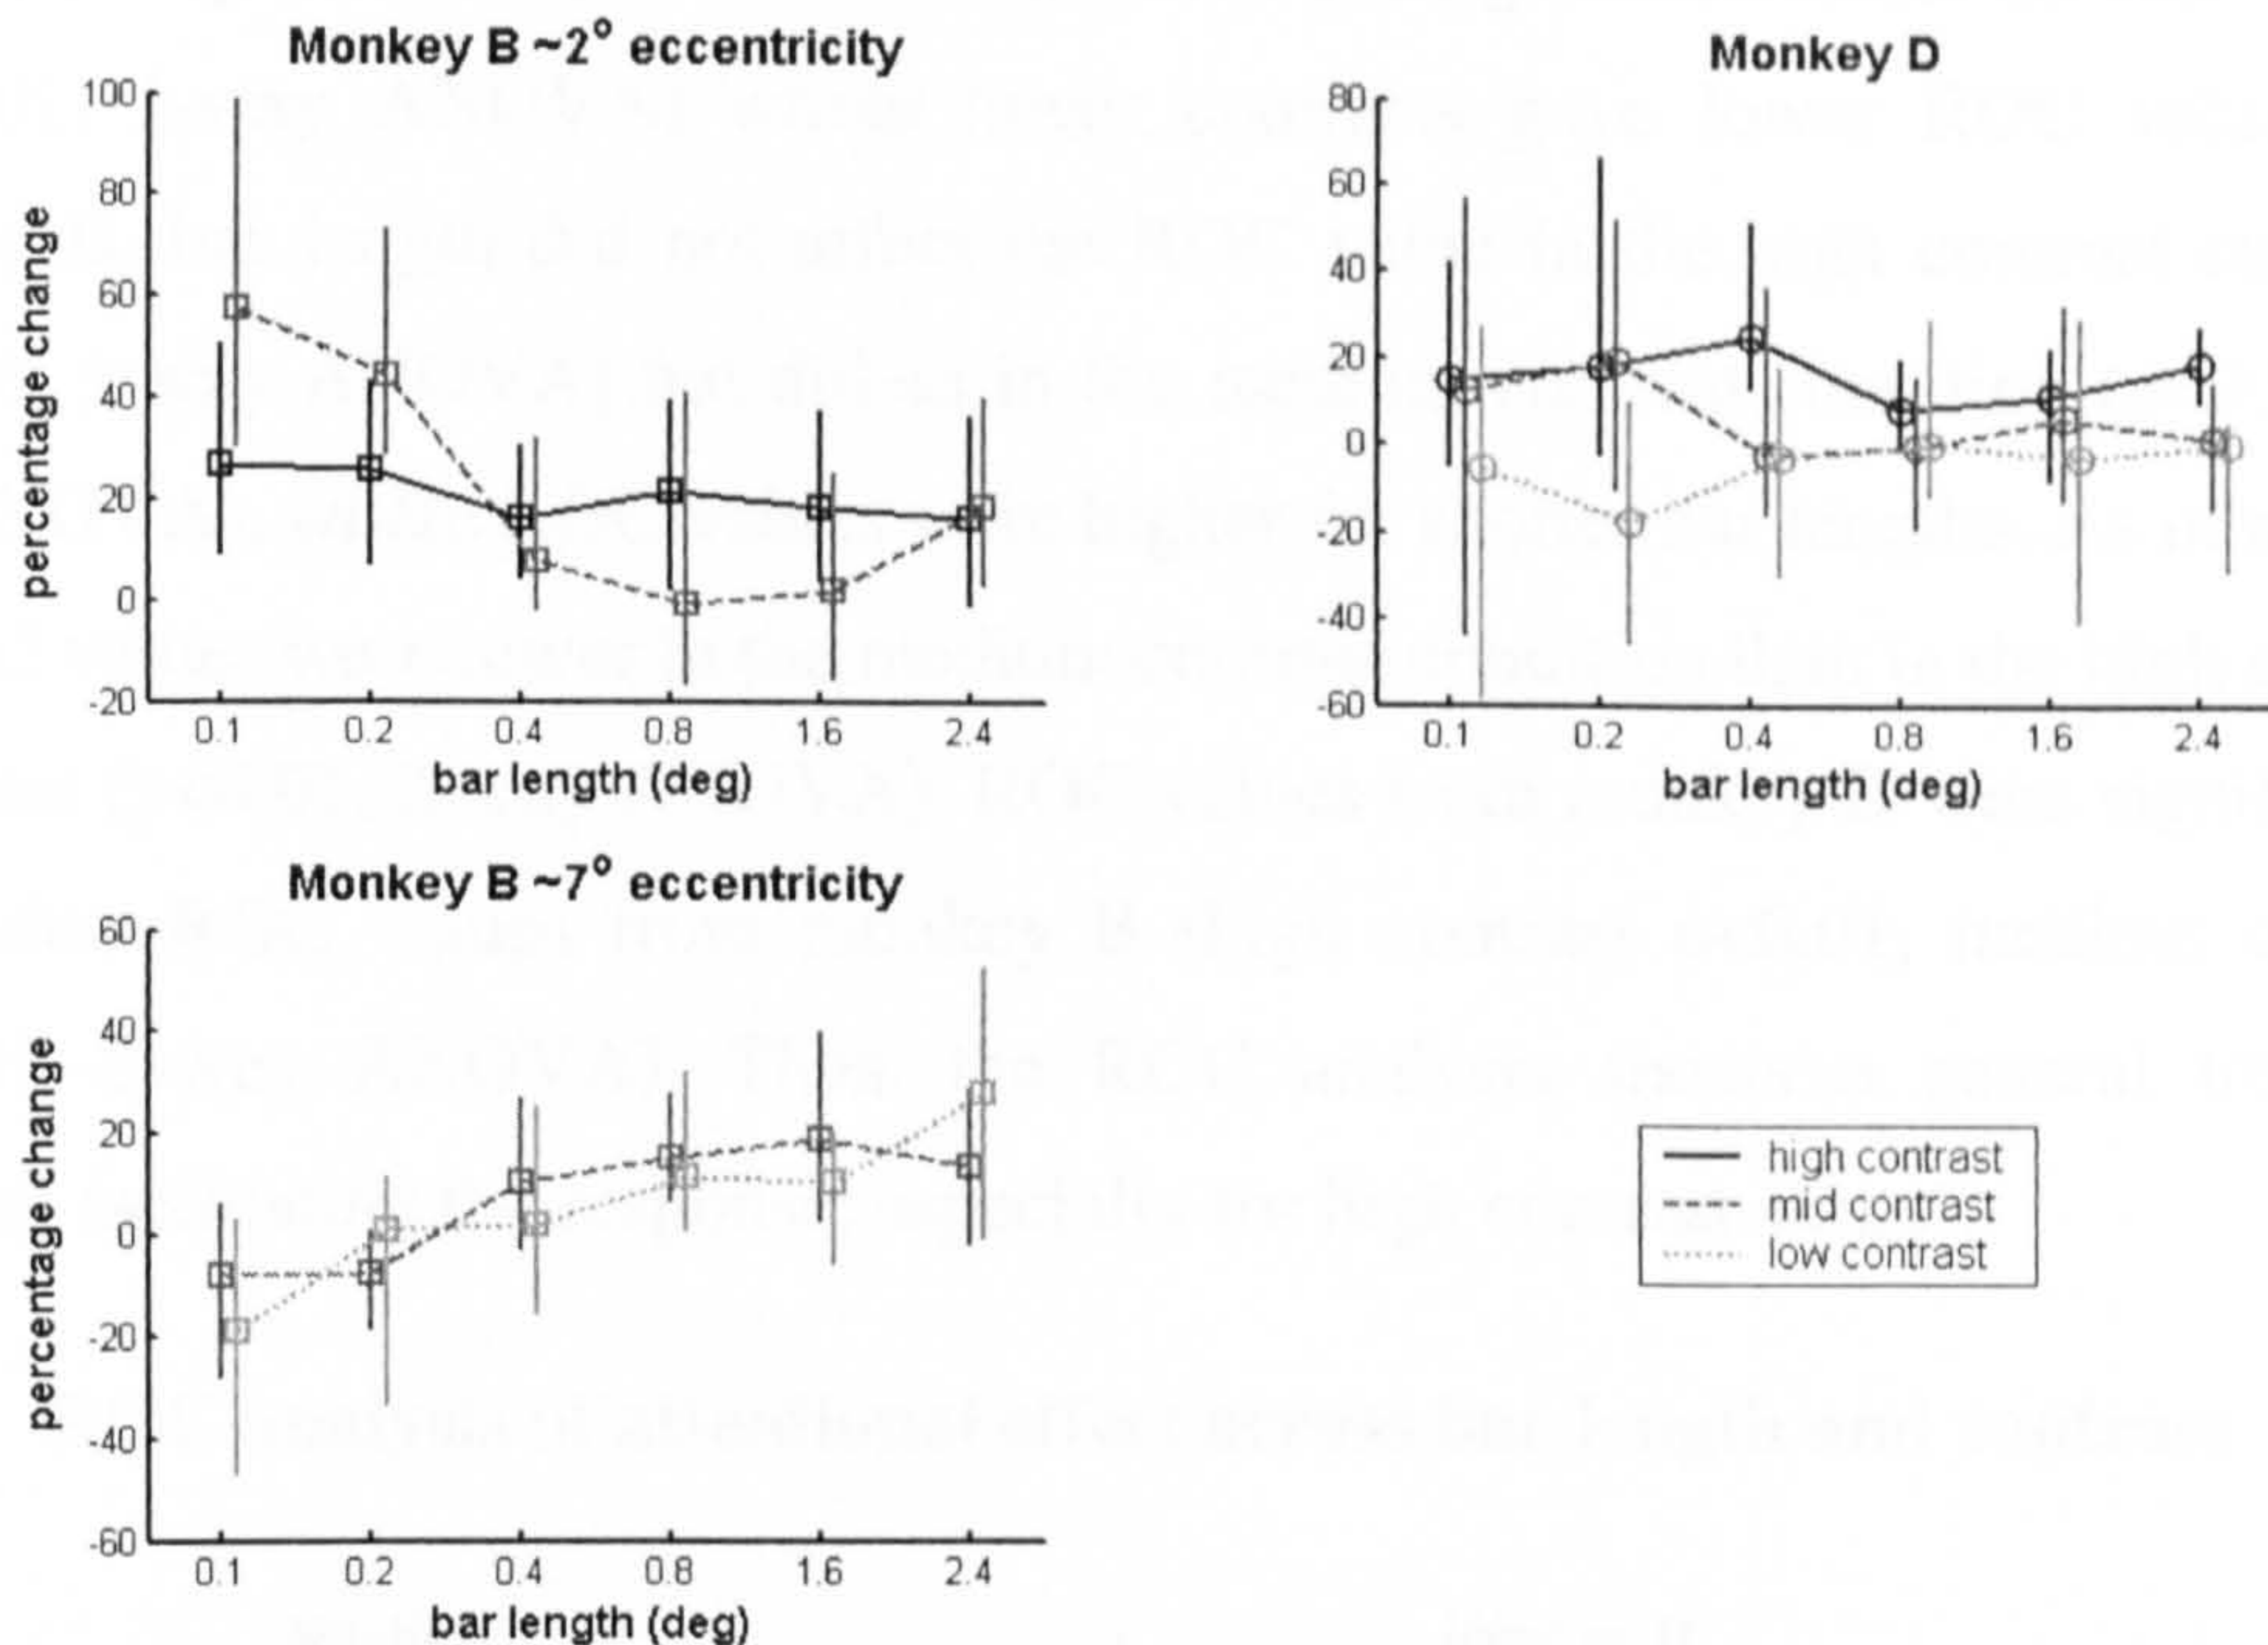 Monkey B ~2° eccentricity
percentage change
100
80
60
40
20
0
-20
0.1 0.2 0.4 0.8 1.6 2.4
bar length (deg)
Monkey D
80
60
40
20
0
-20
-40
-60
0.1 0.2 0.4 0.8 1.6 2.4
bar length (deg)
Monkey B ~7° eccentricity
percentage change
60
40
20
0
-20
-40
-60
0.1 0.2 0.4 0.8 1.6 2.4
bar length (deg)
high contrast
mid contrast
low contrast